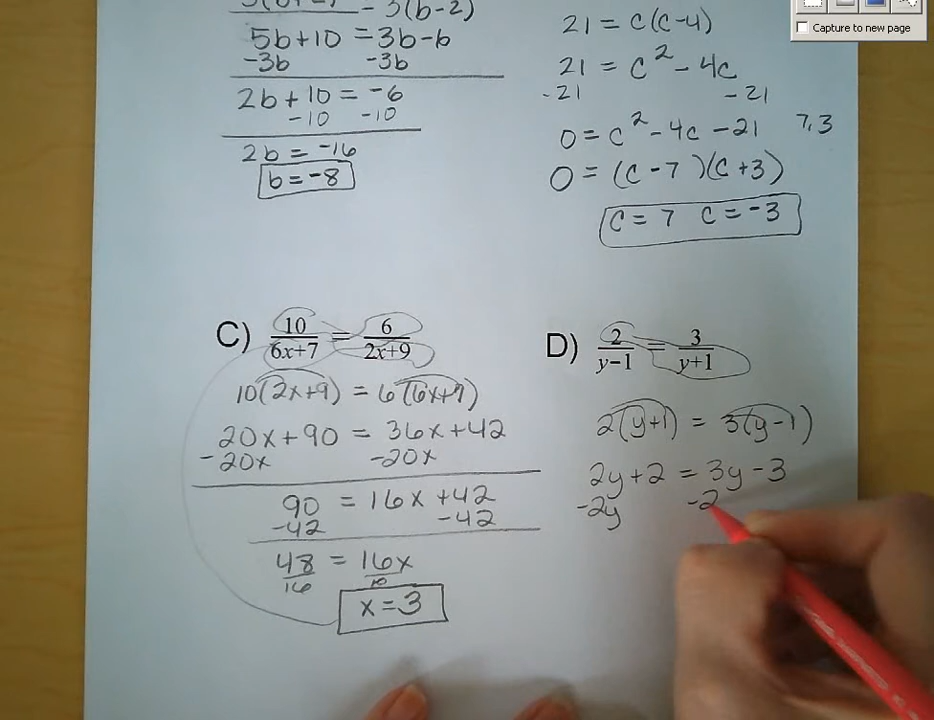 - 3(b-2)
5b+10 = 3b-6
-3b -3b
2b+10 = -6
-10 -10
2b = -16
b = -8
21 = c(c-4)
21 = c² - 4c
-21 -21
0 = c² - 4c - 21 7,3
0 = (c-7)(c+3)
c = 7 c = -3
Capture to new page
C) 10/6x+7 = 6/2x+9
10(2x+9) = 6(6x+7)
20x+90 = 36x+42
-20x -20x
90 = 16x+42
-42 -42
48 = 16x
16
x = 3
D) 2/y−1 = 3/y+1
2(y+1) = 3(y-1)
2y+2 = 3y-3
-2y -2